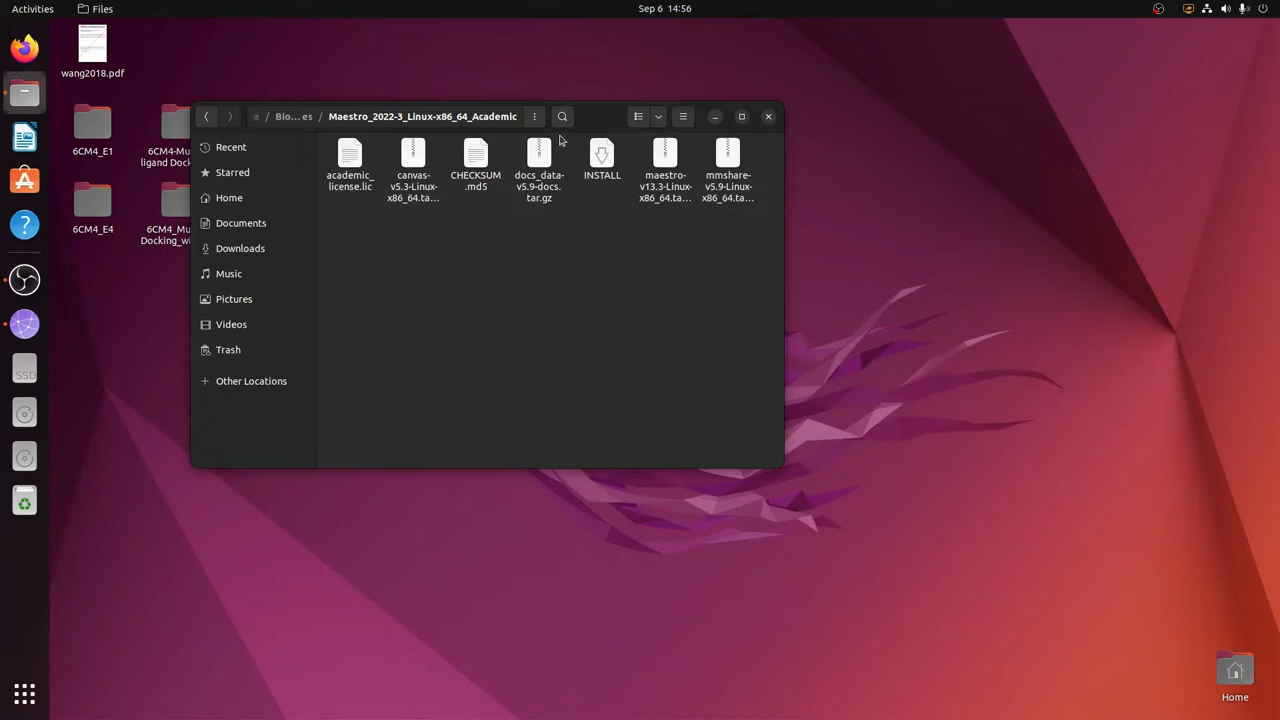 Activities
Files
Sep 6 14:56
wang2018.pdf
6CM4_E1
6CM4-Mu
ligand Dock
6CM4_E4
6CM4_Mu
Docking_wi
Bio...es / Maestro_2022-3_Linux-x86_64_Academic
Recent
Starred
Home
Documents
Downloads
Music
Pictures
Videos
Trash
+ Other Locations
academic_
license.lic
canvas-
v5.3-Linux-
x86_64.ta...
CHECKSUM
.md5
docs_data-
v5.9-docs.
tar.gz
INSTALL
maestro-
v13.3-Linux-
x86_64.ta...
mmshare-
v5.9-Linux-
x86_64.ta...
SSD
Home